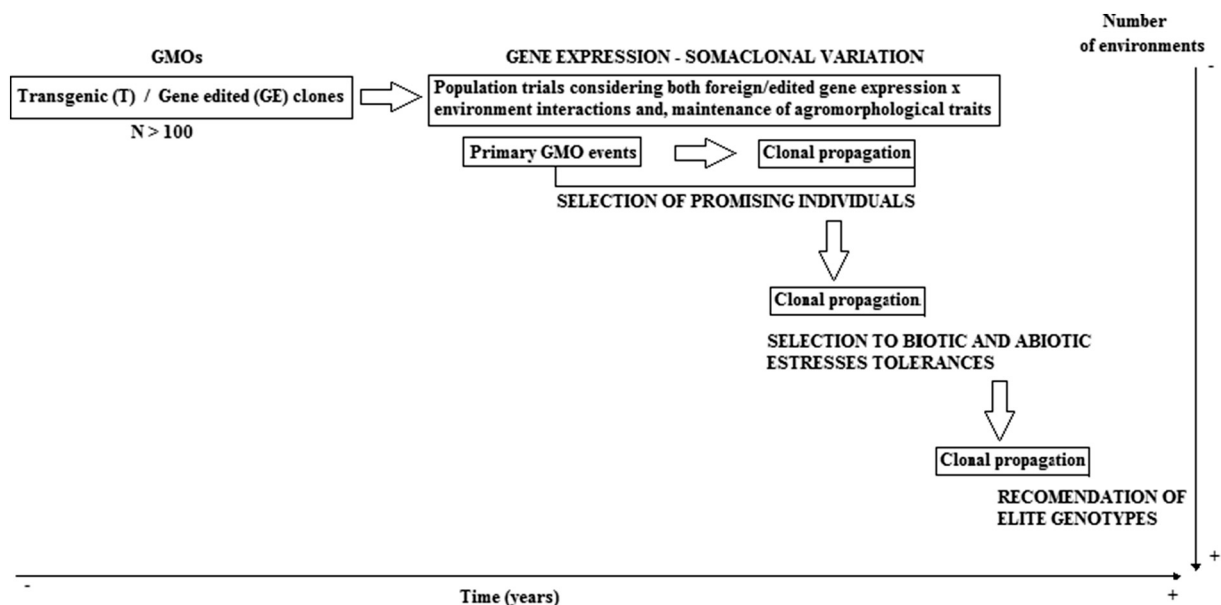 Number
of environments
-
GMOs
GENE EXPRESSION - SOMACLONAL VARIATION
Transgenic (T) / Gene edited (GE) clones
Population trials considering both foreign/edited gene expression x
environment interactions and, maintenance of agromorphological traits
N > 100
Primary GMO events
Clonal propagation
SELECTION OF PROMISING INDIVIDUALS
Clonal propagation
SELECTION TO BIOTIC AND ABIOTIC
ESTRESSES TOLERANCES
Clonal propagation
RECOMENDATION OF
ELITE GENOTYPES
+
-
Time (years)
+